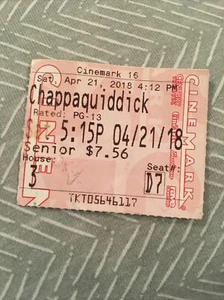 Cinemark 16
Sat, Apr 21, 2018 4:12 PM
Chappaquiddick
Rated: PG-13
5:15P 04/21/18
Senior $7.56
House: Seat#:
3 D7
TKT05646117
CINEMARK